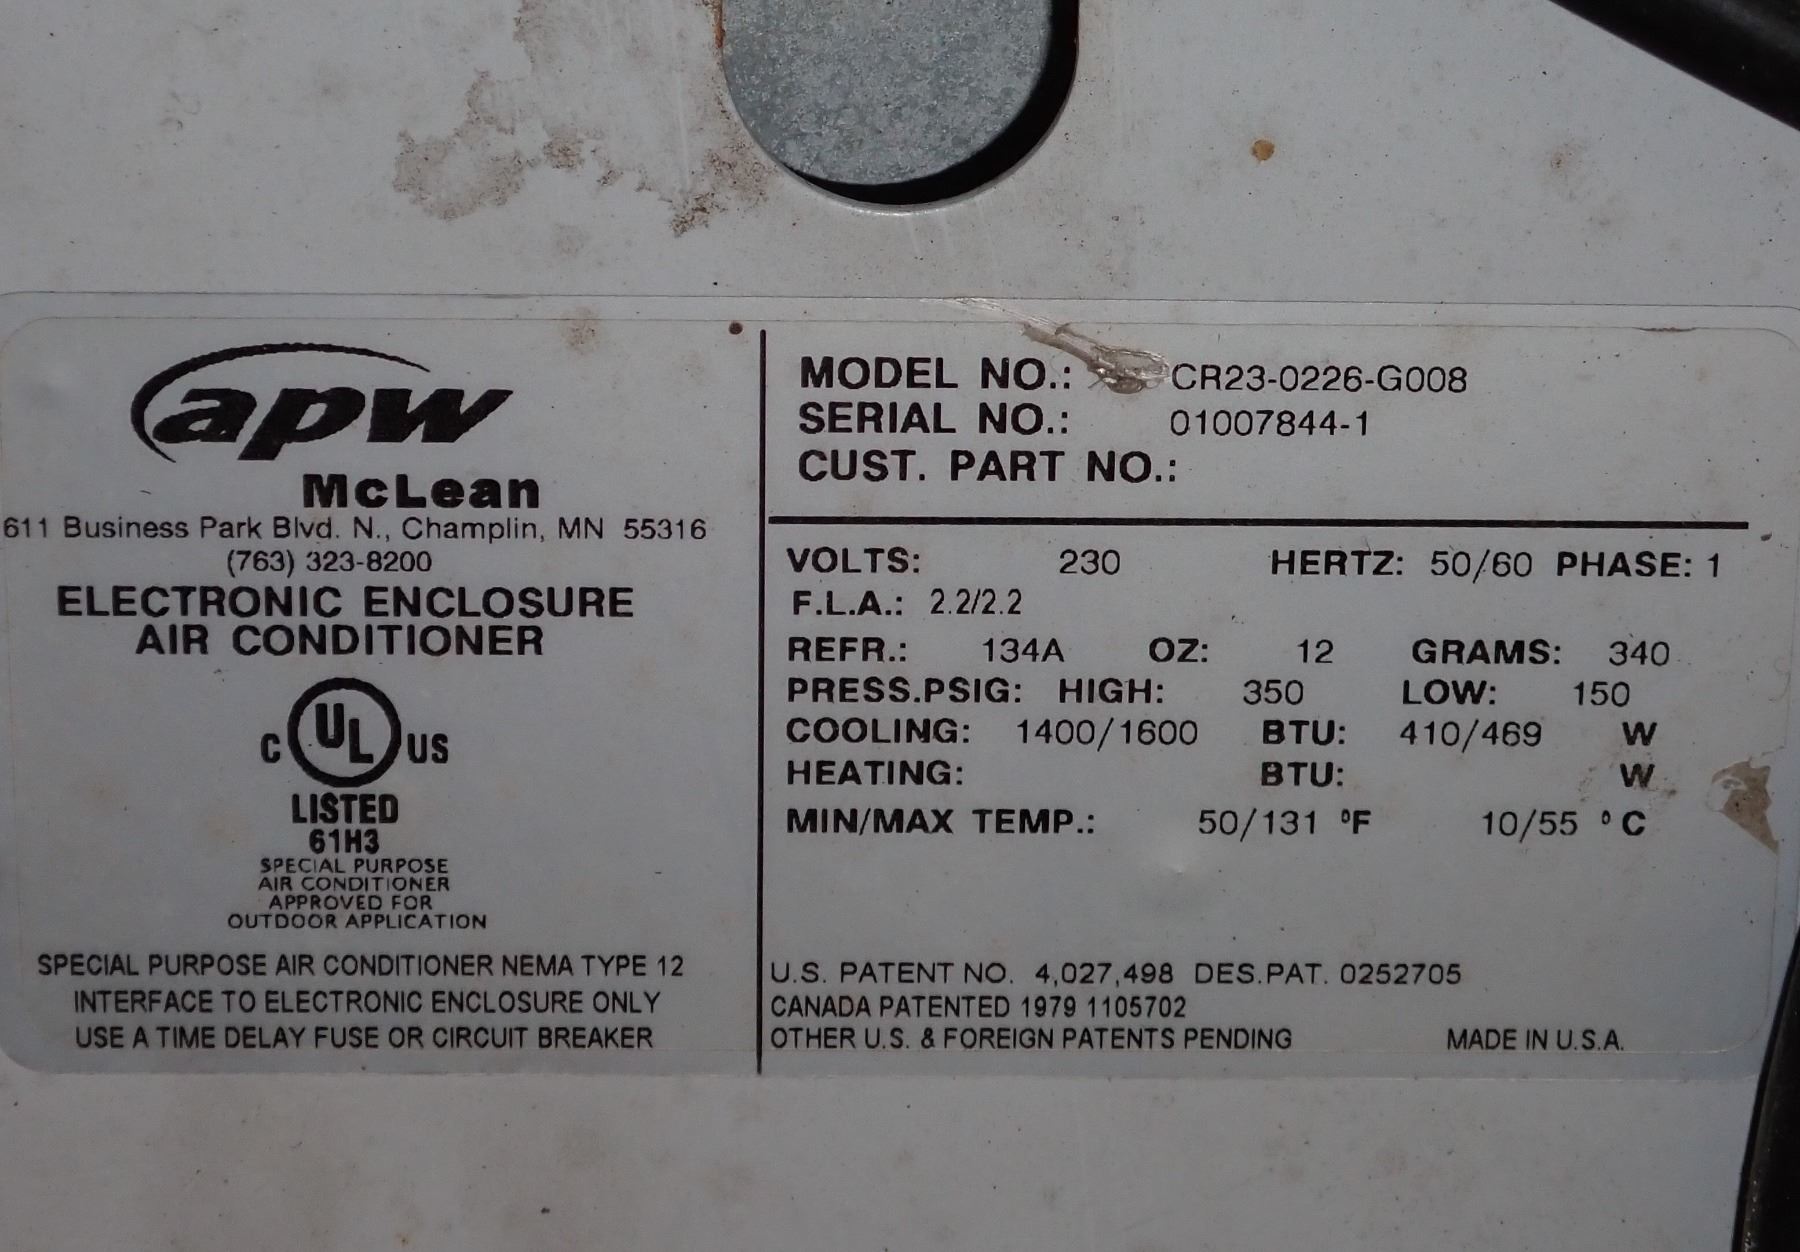 apw
McLean
611 Business Park Blvd. N., Champlin, MN 55316
(763) 323-8200
ELECTRONIC ENCLOSURE
AIR CONDITIONER
C UL US
LISTED
61H3
SPECIAL PURPOSE
AIR CONDITIONER
APPROVED FOR
OUTDOOR APPLICATION
SPECIAL PURPOSE AIR CONDITIONER NEMA TYPE 12
INTERFACE TO ELECTRONIC ENCLOSURE ONLY
USE A TIME DELAY FUSE OR CIRCUIT BREAKER
MODEL NO.: CR23-0226-G008
SERIAL NO.: 01007844-1
CUST. PART NO.:
VOLTS: 230 HERTZ: 50/60 PHASE: 1
F.L.A.: 2.2/2.2
REFR.: 134A OZ: 12 GRAMS: 340
PRESS.PSIG: HIGH: 350 LOW: 150
COOLING: 1400/1600 BTU: 410/469 W
HEATING: BTU: W
MIN/MAX TEMP.: 50/131 °F 10/55 °C
U.S. PATENT NO. 4,027,498 DES.PAT. 0252705
CANADA PATENTED 1979 1105702
OTHER U.S. & FOREIGN PATENTS PENDING MADE IN U.S.A.